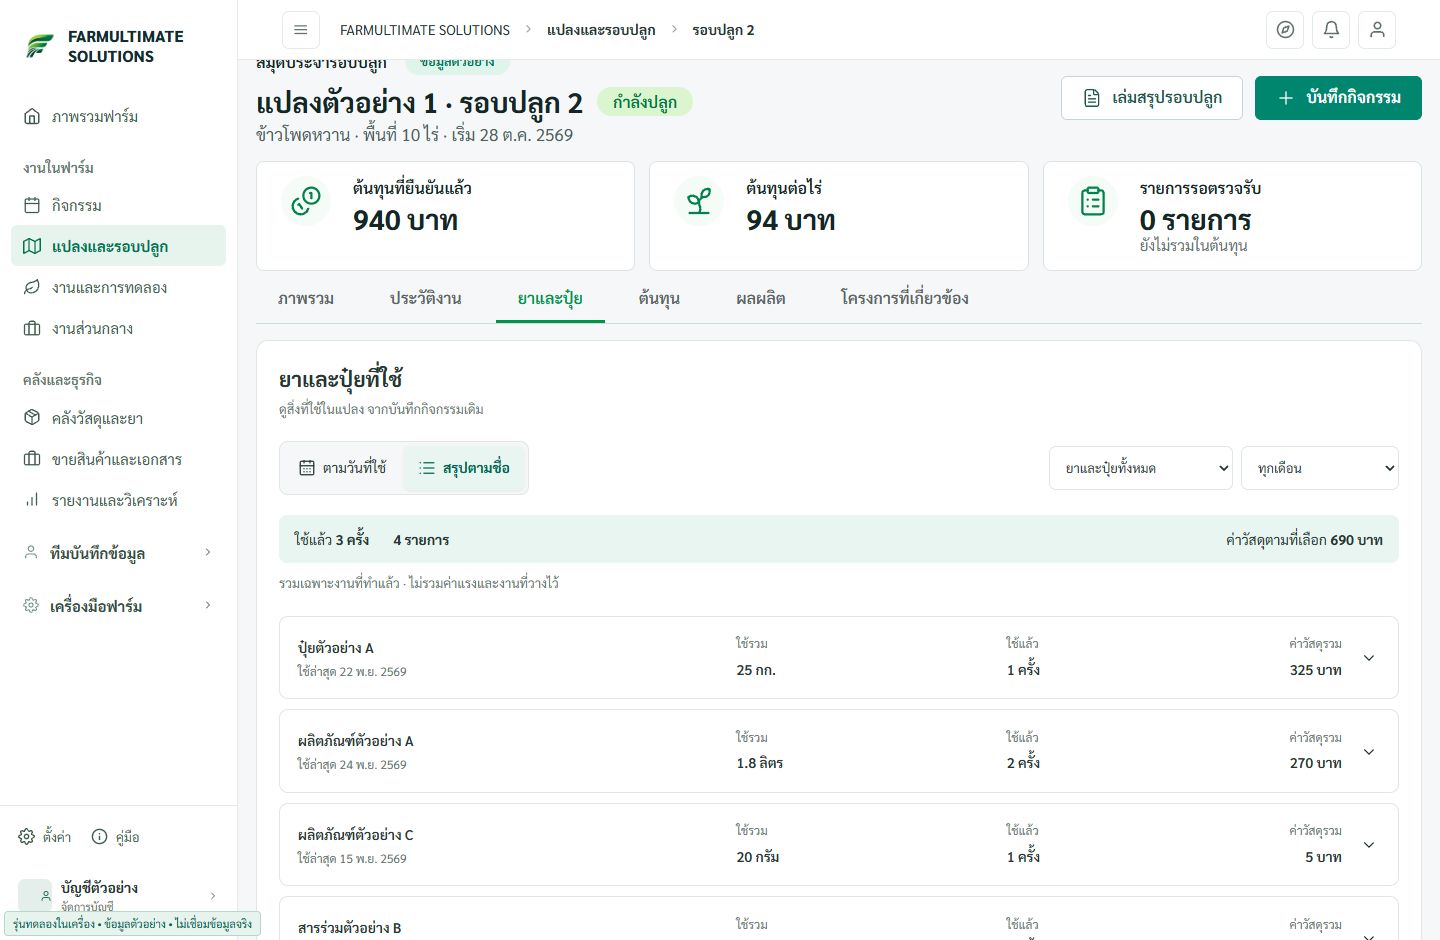 FARMULTIMATE SOLUTIONS
ภาพรวมฟาร์ม
งานในฟาร์ม
กิจกรรม
แปลงและรอบปลูก
งานและการทดลอง
งานส่วนกลาง
คลังและธุรกิจ
คลังวัสดุและยา
ขายสินค้าและเอกสาร
รายงานและวิเคราะห์
ทีมบันทึกข้อมูล
เครื่องมือฟาร์ม
ตั้งค่า คู่มือ
บัญชีตัวอย่าง
จัดการบัญชี
รุ่นทดลองในเครื่อง • ข้อมูลตัวอย่าง • ไม่เชื่อมข้อมูลจริง
FARMULTIMATE SOLUTIONS > แปลงและรอบปลูก > รอบปลูก 2
สมุดประจำรอบปลูก ข้อมูลตัวอย่าง
แปลงตัวอย่าง 1 · รอบปลูก 2 กำลังปลูก
ข้าวโพดหวาน · พื้นที่ 10 ไร่ · เริ่ม 28 ต.ค. 2569
เล่มสรุปรอบปลูก
บันทึกกิจกรรม
ต้นทุนที่ยืนยันแล้ว
940 บาท
ต้นทุนต่อไร่
94 บาท
รายการรอตรวจรับ
0 รายการ
ยังไม่รวมในต้นทุน
ภาพรวม ประวัติงาน ยาและปุ๋ย ต้นทุน ผลผลิต โครงการที่เกี่ยวข้อง
ยาและปุ๋ยที่ใช้
ดูสิ่งที่ใช้ในแปลง จากบันทึกกิจกรรมเดิม
ตามวันที่ใช้ สรุปตามชื่อ
ยาและปุ๋ยทั้งหมด ทุกเดือน
ใช้แล้ว 3 ครั้ง 4 รายการ ค่าวัสดุตามที่เลือก 690 บาท
รวมเฉพาะงานที่ทำแล้ว · ไม่รวมค่าแรงและงานที่วางไว้
ปุ๋ยตัวอย่าง A
ใช้ล่าสุด 22 พ.ย. 2569
ใช้รวม
25 กก.
ใช้แล้ว
1 ครั้ง
ค่าวัสดุรวม
325 บาท
ผลิตภัณฑ์ตัวอย่าง A
ใช้ล่าสุด 24 พ.ย. 2569
ใช้รวม
1.8 ลิตร
ใช้แล้ว
2 ครั้ง
ค่าวัสดุรวม
270 บาท
ผลิตภัณฑ์ตัวอย่าง C
ใช้ล่าสุด 15 พ.ย. 2569
ใช้รวม
20 กรัม
ใช้แล้ว
1 ครั้ง
ค่าวัสดุรวม
5 บาท
สารร่วมตัวอย่าง B
ใช้รวม
ใช้แล้ว
ค่าวัสดุรวม